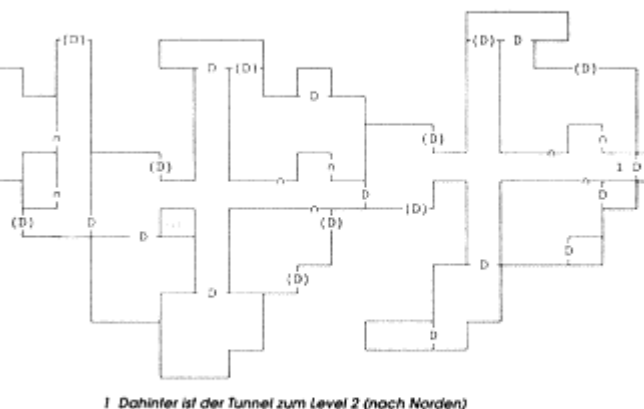 (D)
(D) D
D (D)
(D)
D
n
(D)
n n
(D)
n n
1 D
n
n
D
D
n
(D)
D
(D)
(D)
D
D
(D)
D
D
D
1 Dahinter ist der Tunnel zum Level 2 (nach Norden)